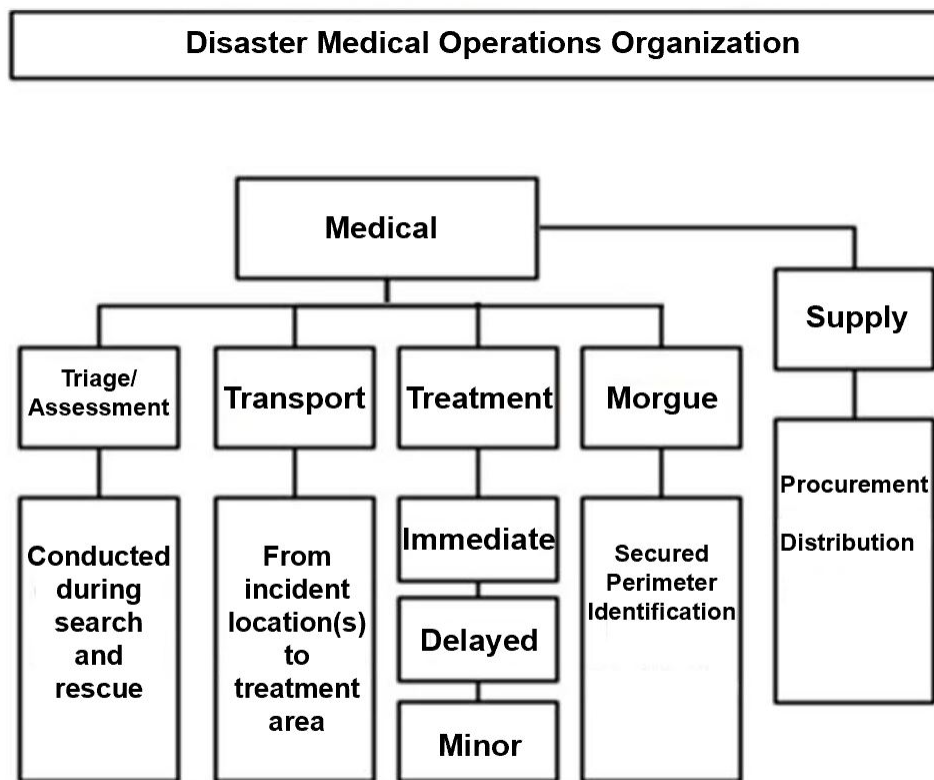 Disaster Medical Operations Organization
Medical
Supply
Procurement
Distribution
Triage/
Assessment
Conducted
during
search
and
rescue
Transport
From
incident
location(s)
to
treatment
area
Treatment
Immediate
Delayed
Minor
Morgue
Secured
Perimeter
Identification